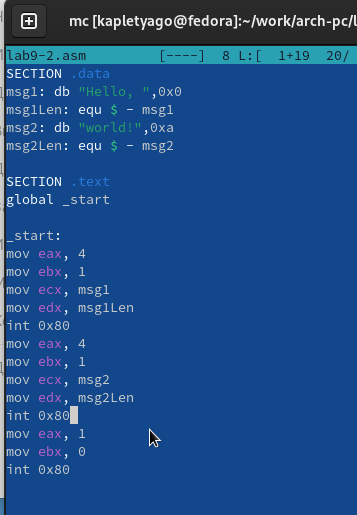 mc [kapletyago@fedora]:~/work/arch-pc/
lab9-2.asm [----] 8 L:[ 1+19 20/
SECTION .data
msg1: db "Hello, ",0x0
msg1Len: equ $ - msg1
msg2: db "world!",0xa
msg2Len: equ $ - msg2
SECTION .text
global _start
_start:
mov eax, 4
mov ebx, 1
mov ecx, msg1
mov edx, msg1Len
int 0x80
mov eax, 4
mov ebx, 1
mov ecx, msg2
mov edx, msg2Len
int 0x80
mov eax, 1
mov ebx, 0
int 0x80